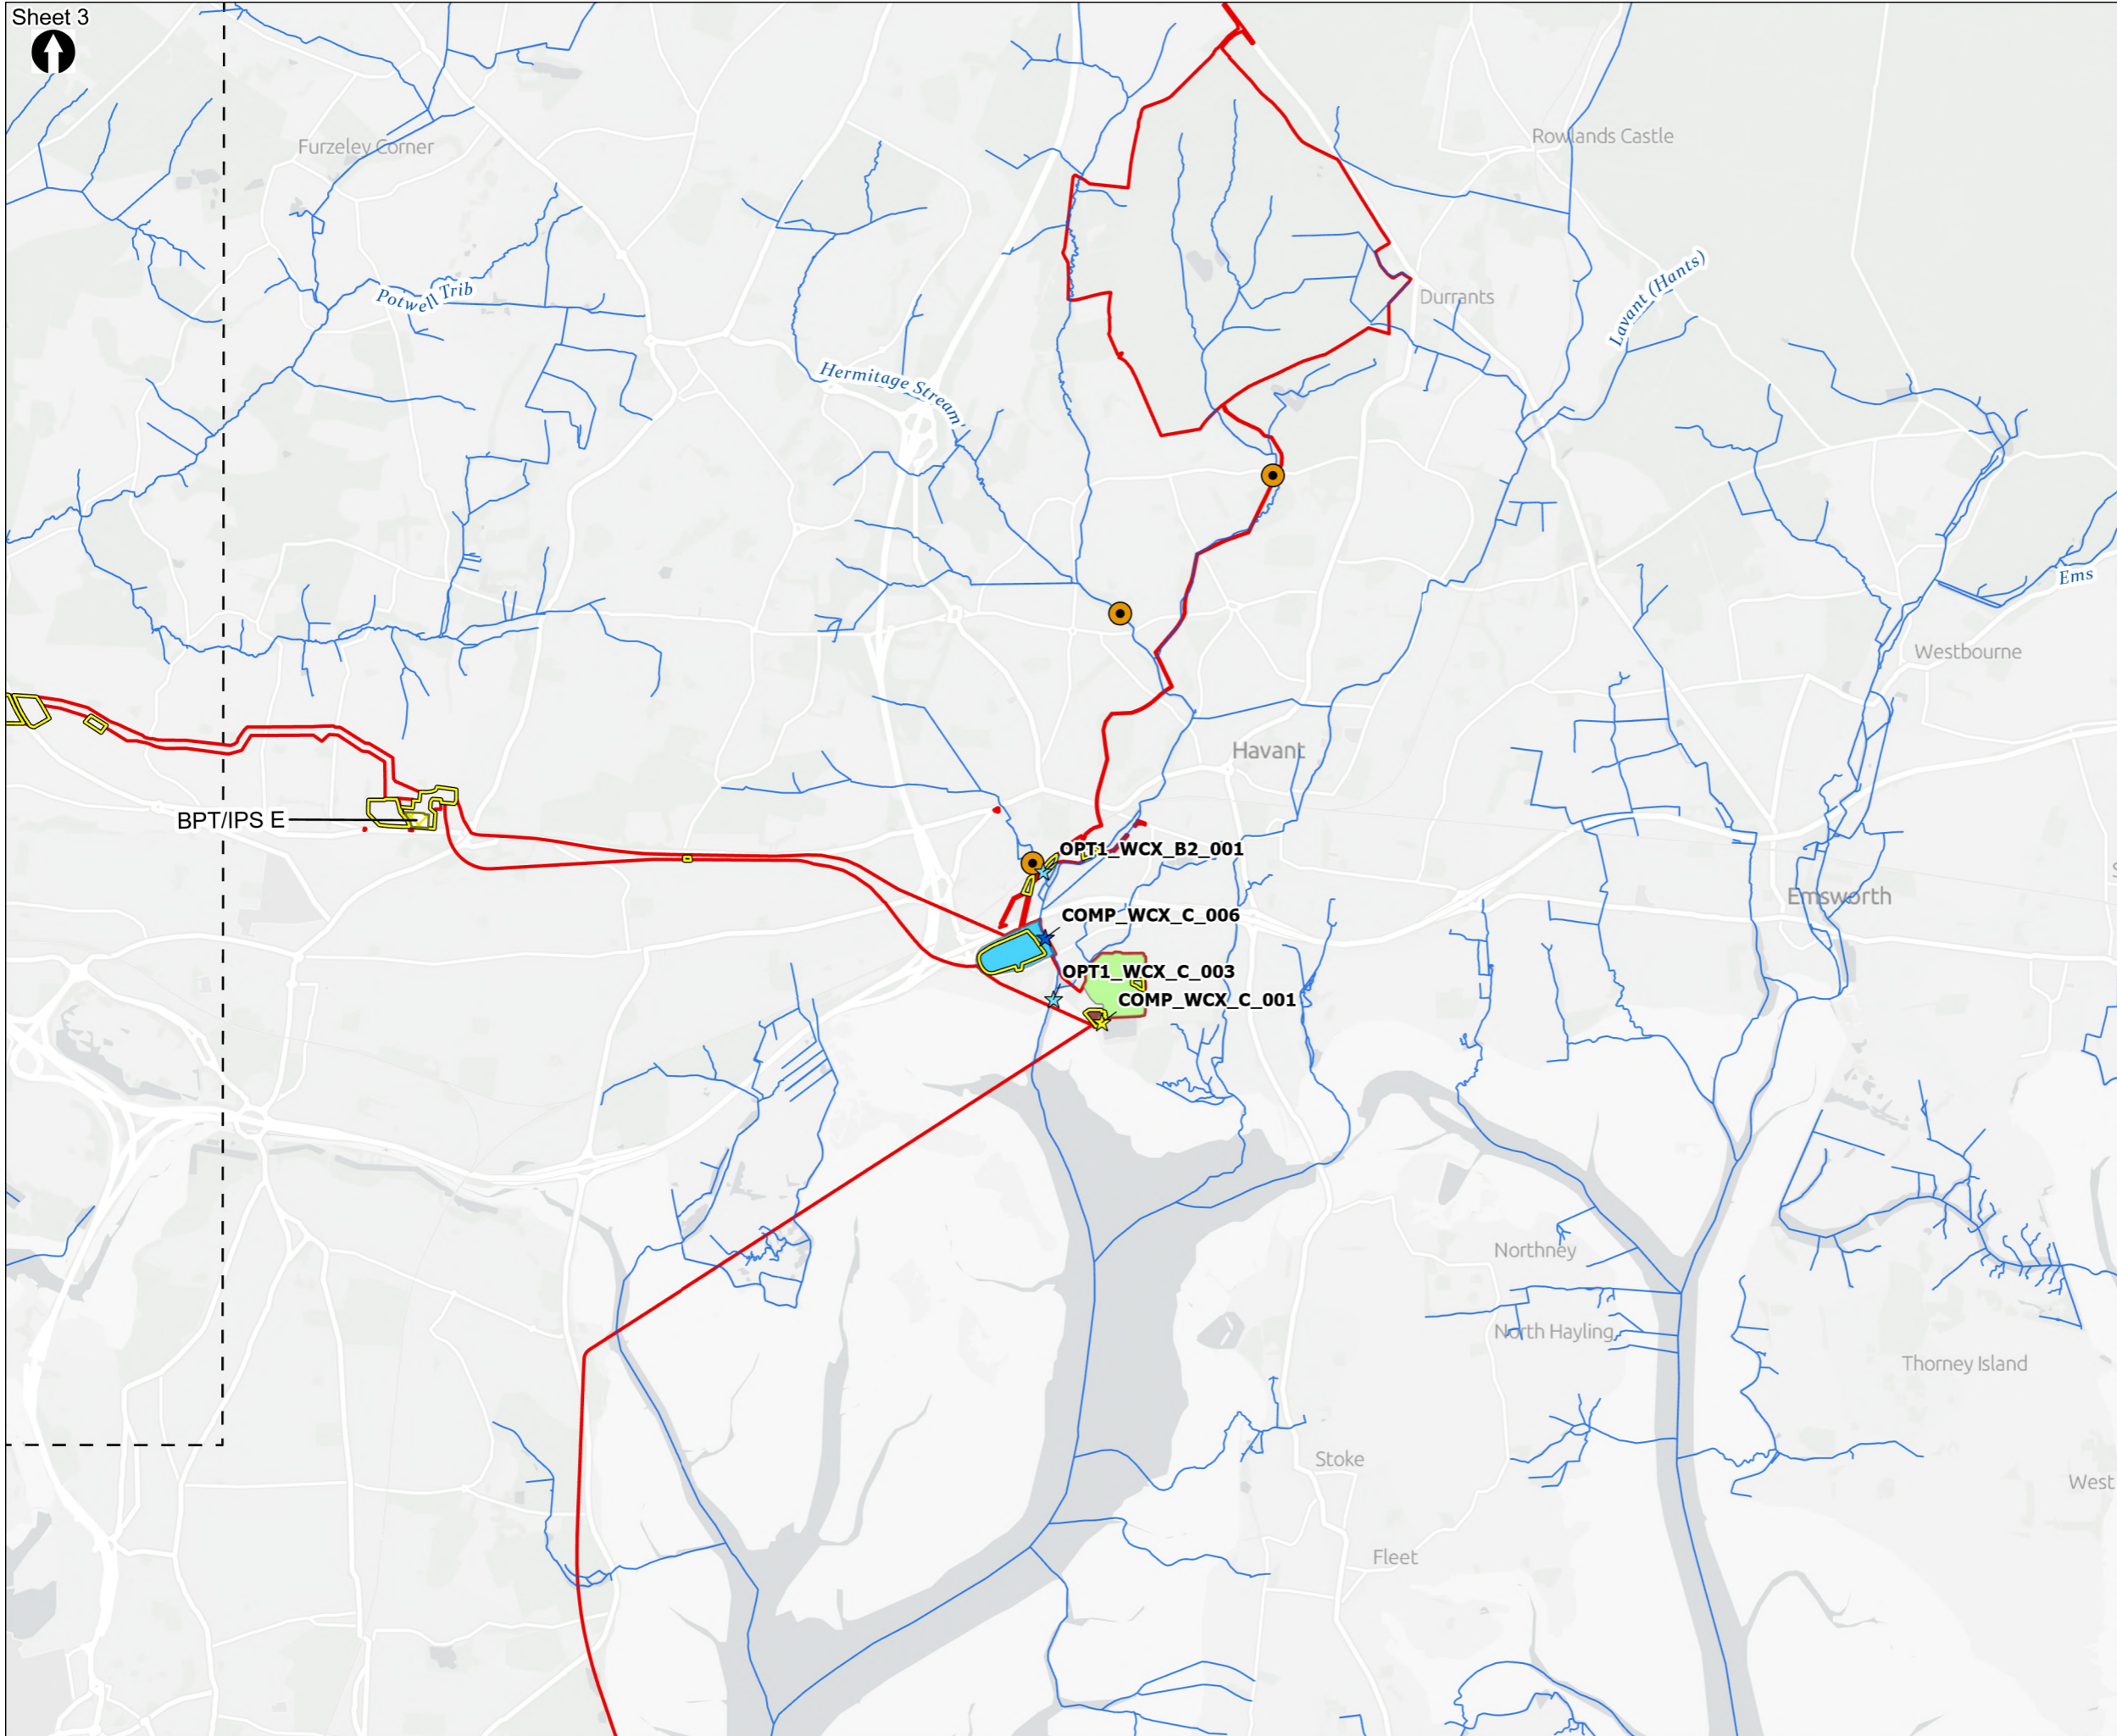 Sheet 3
Furzeley Corner
Rowlands Castle
Potwell Trib
Durrants
Lavant (Hants)
Hermitage Stream
Ems
Westbourne
Havant
BPT/IPS E
OPT1_WCX_B2_001
Emsworth
COMP_WCX_C_006
OPT1_WCX_C_003
COMP_WCX_C_001
Northney
North Hayling
Thorney Island
Stoke
West
Fleet